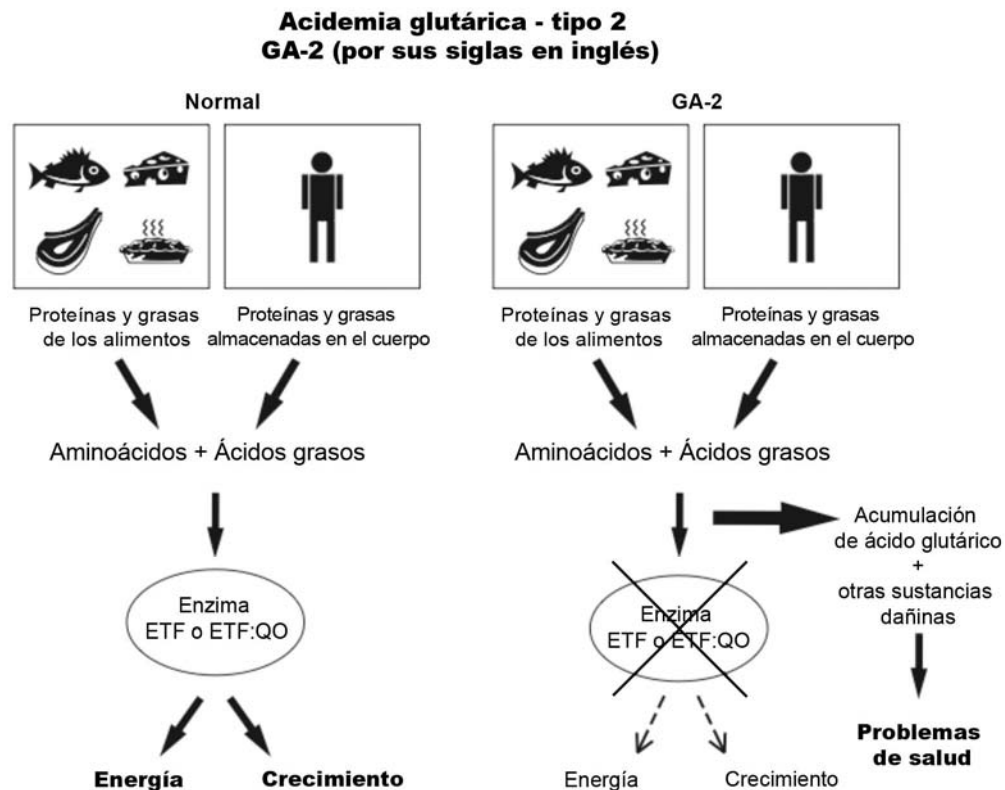 Acidemia glutárica - tipo 2
GA-2 (por sus siglas en inglés)
Normal
Proteínas y grasas
de los alimentos
Proteínas y grasas
almacenadas en el cuerpo
Aminoácidos + Ácidos grasos
Enzima
ETF o ETF:QO
Energía
Crecimiento
GA-2
Proteínas y grasas
de los alimentos
Proteínas y grasas
almacenadas en el cuerpo
Aminoácidos + Ácidos grasos
Acumulación
de ácido glutárico
+
otras sustancias
dañinas
Enzima
ETF o ETF:QO
Problemas
de salud
Energía
Crecimiento